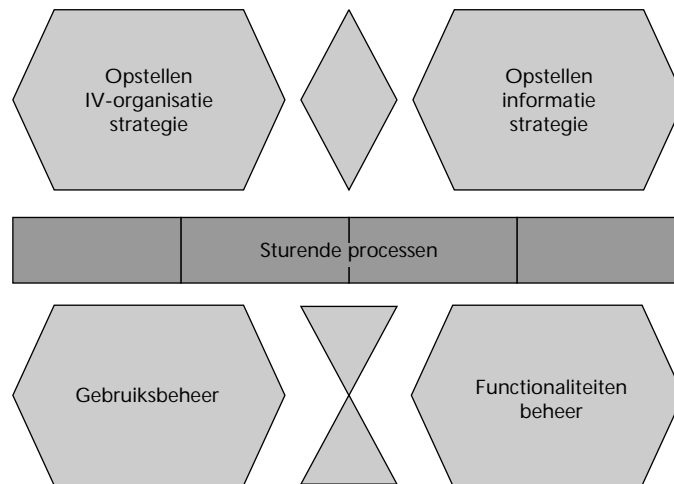 Opstellen
IV-organisatie
strategie
Opstellen
informatie
strategie
Sturende processen
Gebruiksbeheer
Functionaliteiten
beheer